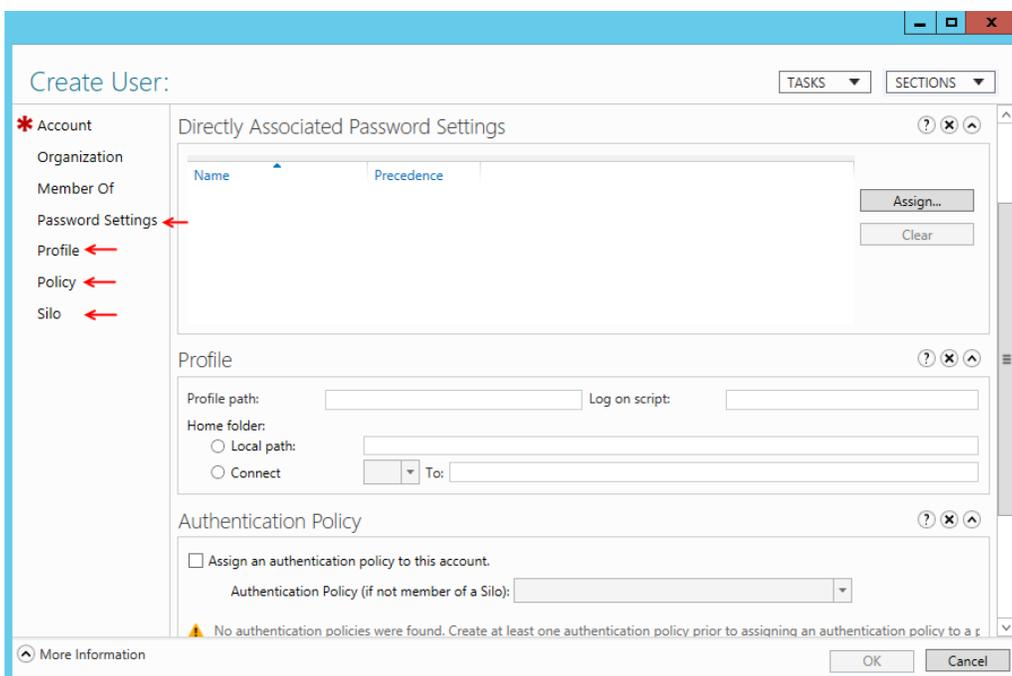 Create User:
TASKS
SECTIONS
Account
Organization
Member Of
Password Settings
Profile
Policy
Silo
Directly Associated Password Settings
Name Precedence
Assign...
Clear
Profile
Profile path: Log on script:
Home folder:
Local path:
Connect To:
Authentication Policy
Assign an authentication policy to this account.
Authentication Policy (if not member of a Silo):
No authentication policies were found. Create at least one authentication policy prior to assigning an authentication policy to a
More Information
OK Cancel